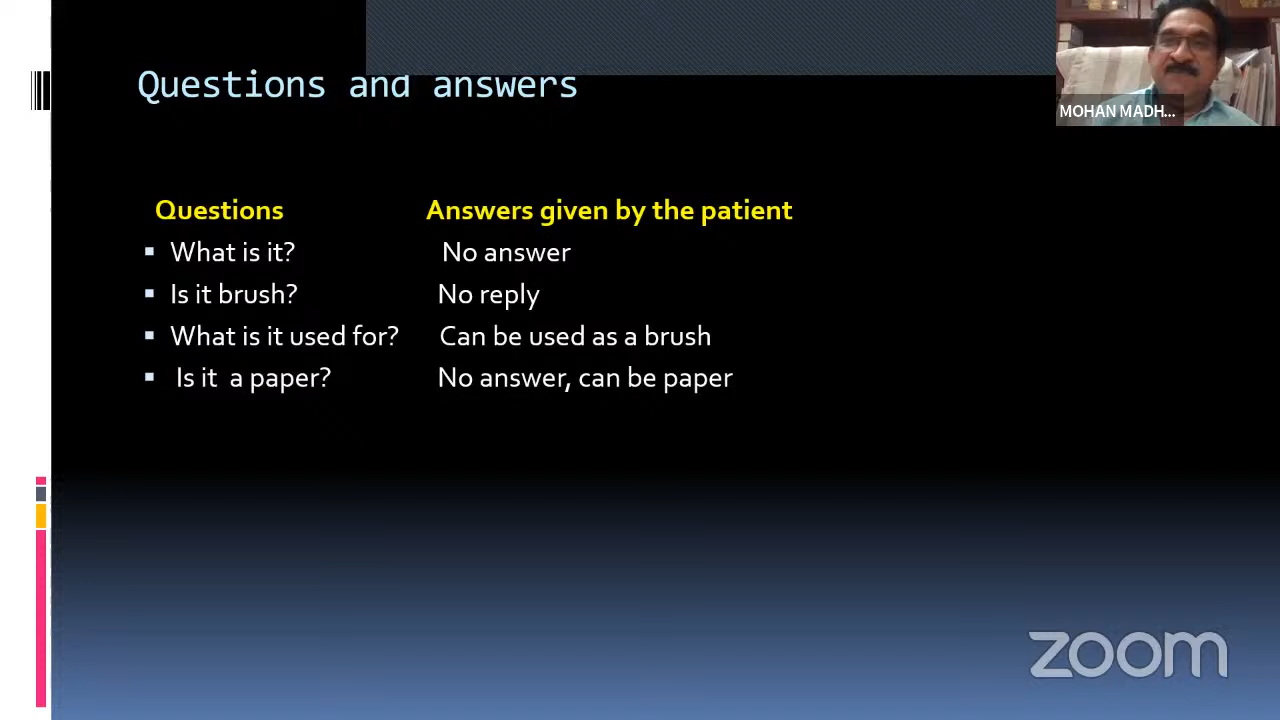 Questions and answers
MOHAN MADH...
Questions Answers given by the patient
What is it? No answer
Is it brush? No reply
What is it used for? Can be used as a brush
Is it a paper? No answer, can be paper
zoom